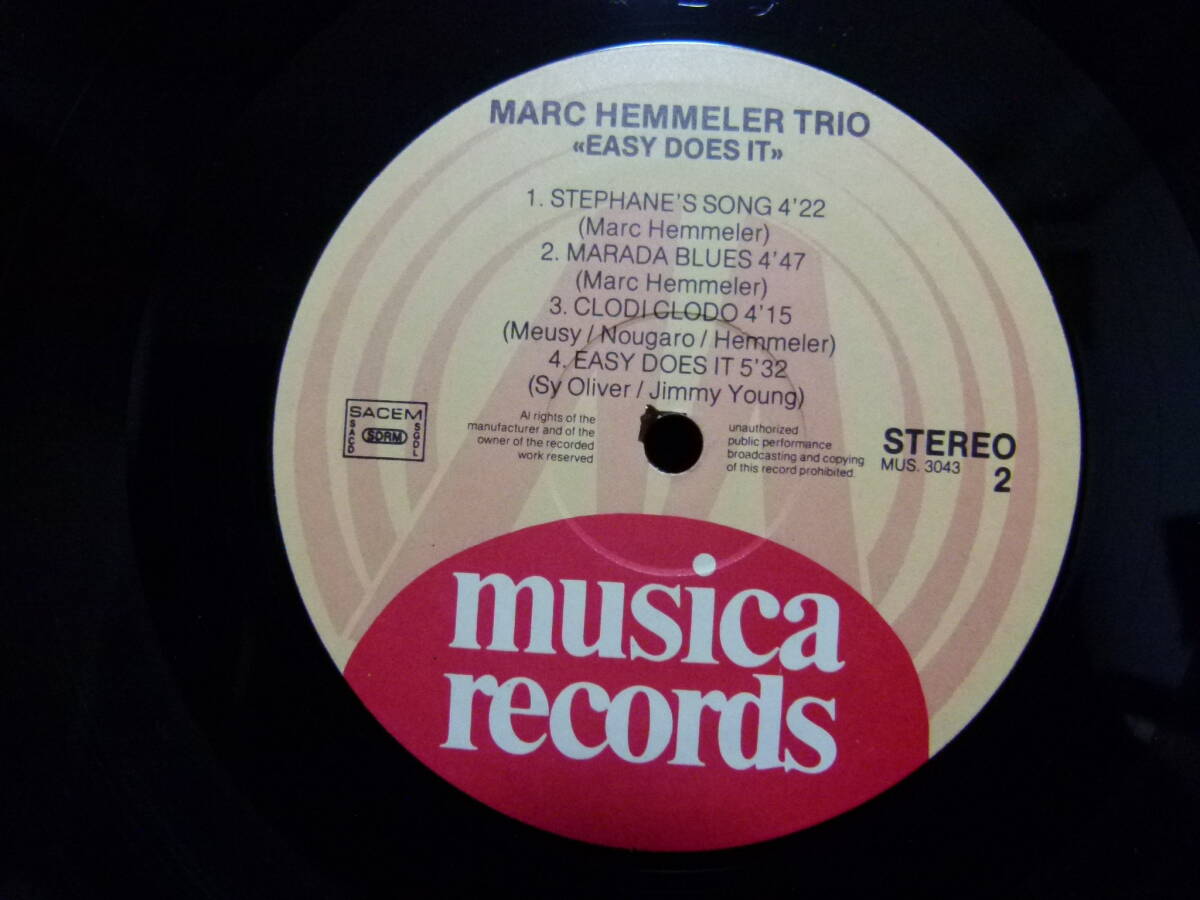 MARC HEMMELER TRIO
«EASY DOES IT»
1. STEPHANE'S SONG 4'22
(Marc Hemmeler)
2. MARADA BLUES 4'47
(Marc Hemmeler)
3. CLODI CLODO 4'15
(Meusy / Nougaro / Hemmeler)
4. EASY DOES IT 5'32
(Sy Oliver / Jimmy Young)
SACEM
SACD
SDRM
SGDL
Al rights of the
manufacturer and of the
owner of the recorded
work reserved
unauthorized
public performance
broadcasting and copying
of this record prohibited.
STEREO
MUS. 3043
2
musica
records